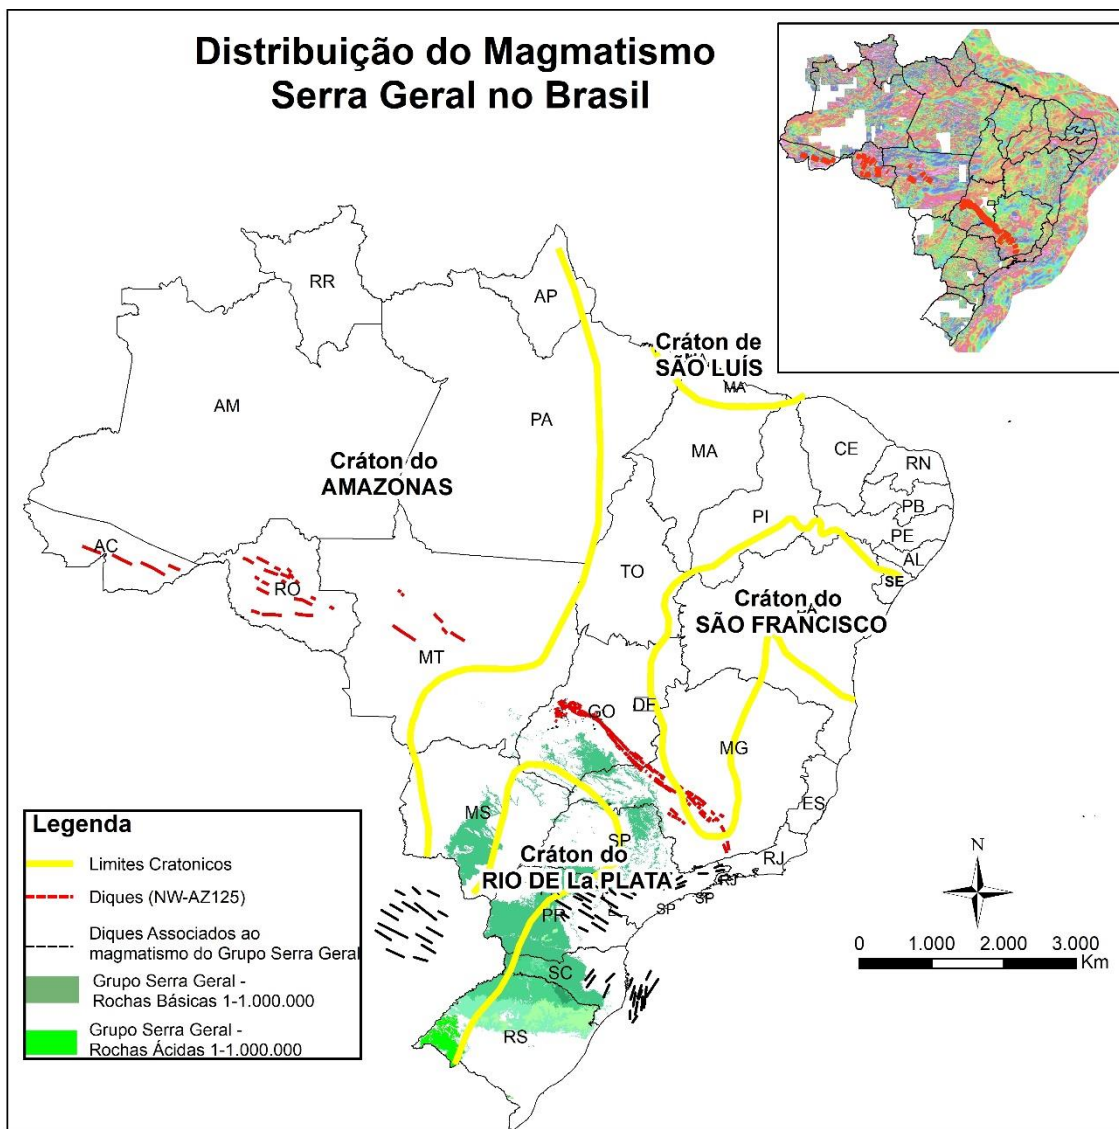 Distribuição do Magmatismo
Serra Geral no Brasil
RR
AP
Cráton de
SÃO LUÍS
MA
AM
PA
MA
CE
RN
Cráton do
AMAZONAS
PB
PI
PE
AC
AL
RO
TO
SE
Cráton do
SÃO FRANCISCO
MT
GO
DF
MG
ES
MS
SP
Cráton do
RIO DE La PLATA
RJ
RJ
SP
SP
PR
SC
RS
N
0 1.000 2.000 3.000
Km
Legenda
Limites Cratonicos
Diques (NW-AZ125)
Diques Associados ao
magmatismo do Grupo Serra Geral
Grupo Serra Geral -
Rochas Básicas 1-1.000.000
Grupo Serra Geral -
Rochas Ácidas 1-1.000.000